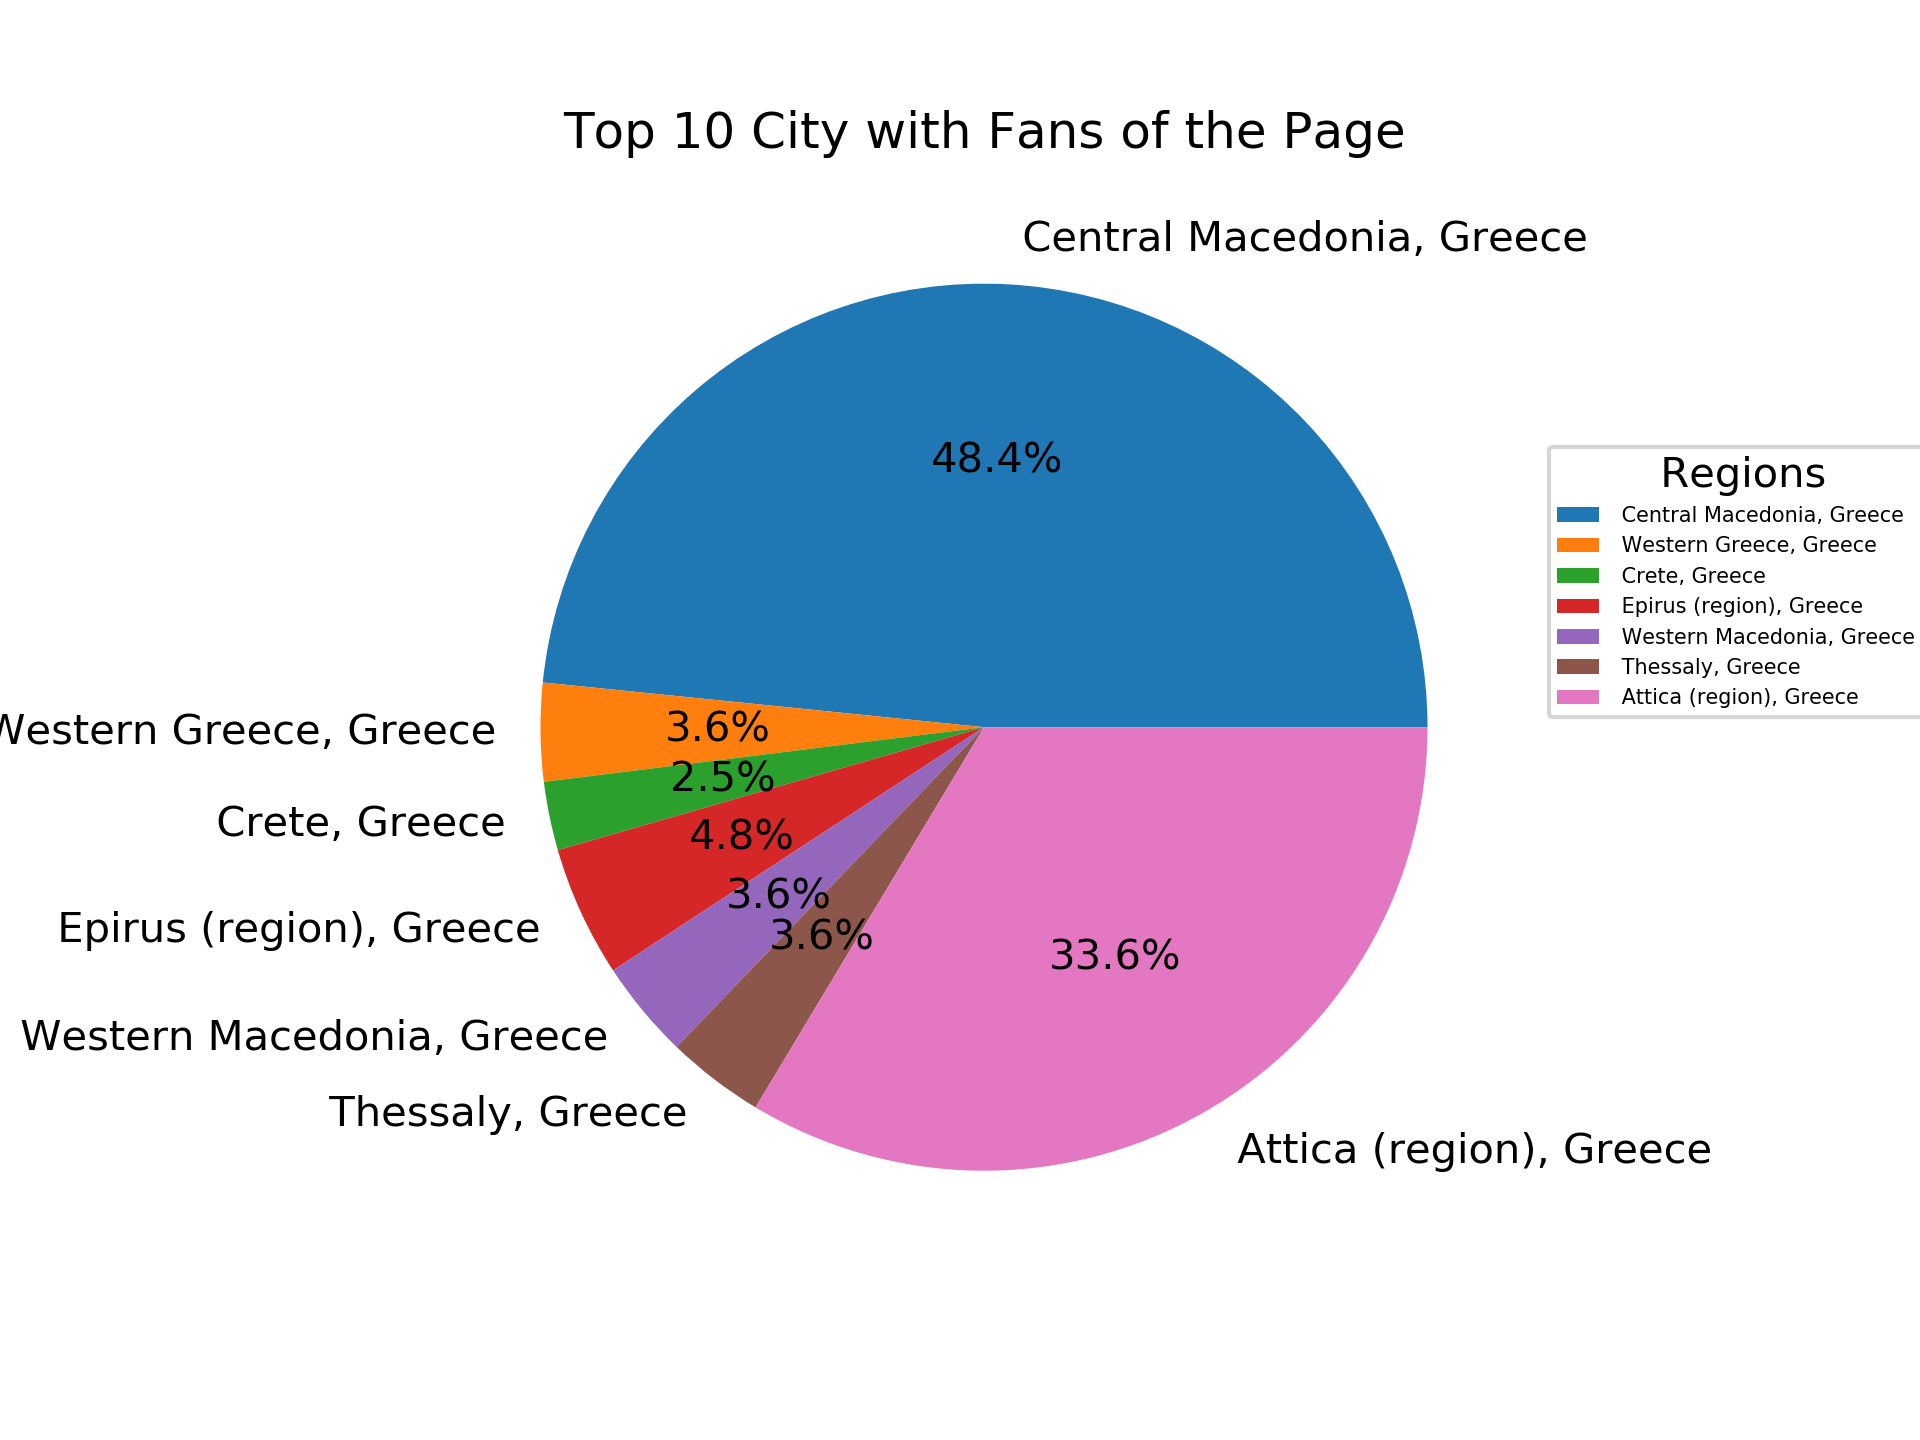 Top 10 City with Fans of the Page
Central Macedonia, Greece
48.4%
Regions
Central Macedonia, Greece
Western Greece, Greece
Crete, Greece
Epirus (region), Greece
Western Macedonia, Greece
Thessaly, Greece
Attica (region), Greece
Western Greece, Greece
3.6%
2.5%
Crete, Greece
4.8%
Epirus (region), Greece
3.6%
3.6%
33.6%
Western Macedonia, Greece
Thessaly, Greece
Attica (region), Greece